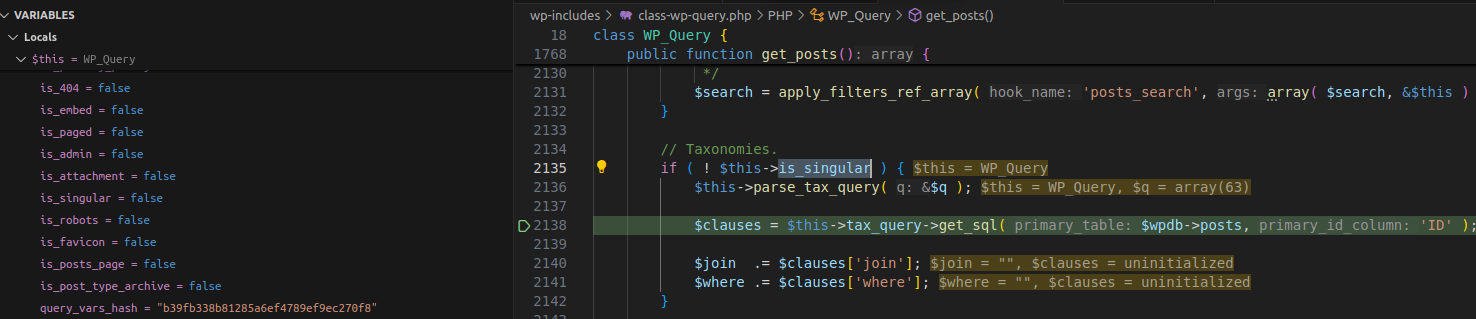 VARIABLES
Locals
$this = WP_Query
is_404 = false
is_embed = false
is_paged = false
is_admin = false
is_attachment = false
is_singular = false
is_robots = false
is_favicon = false
is_posts_page = false
is_post_type_archive = false
query_vars_hash = "b39fb338b81285a6ef4789ef9ec270f8"
wp-includes > class-wp-query.php > PHP > WP_Query > get_posts()
18 class WP_Query {
1768 public function get_posts(): array {
2130 */
2131 $search = apply_filters_ref_array( hook_name: 'posts_search', args: array( $search, &$this )
2132 }
2133
2134 // Taxonomies.
2135 if ( ! $this->is_singular ) { $this = WP_Query
2136 $this->parse_tax_query( q: &$q ); $this = WP_Query, $q = array(63)
2137
2138 $clauses = $this->tax_query->get_sql( primary_table: $wpdb->posts, primary_id_column: 'ID' );
2139
2140 $join .= $clauses['join']; $join = "", $clauses = uninitialized
2141 $where .= $clauses['where']; $where = "", $clauses = uninitialized
2142 }